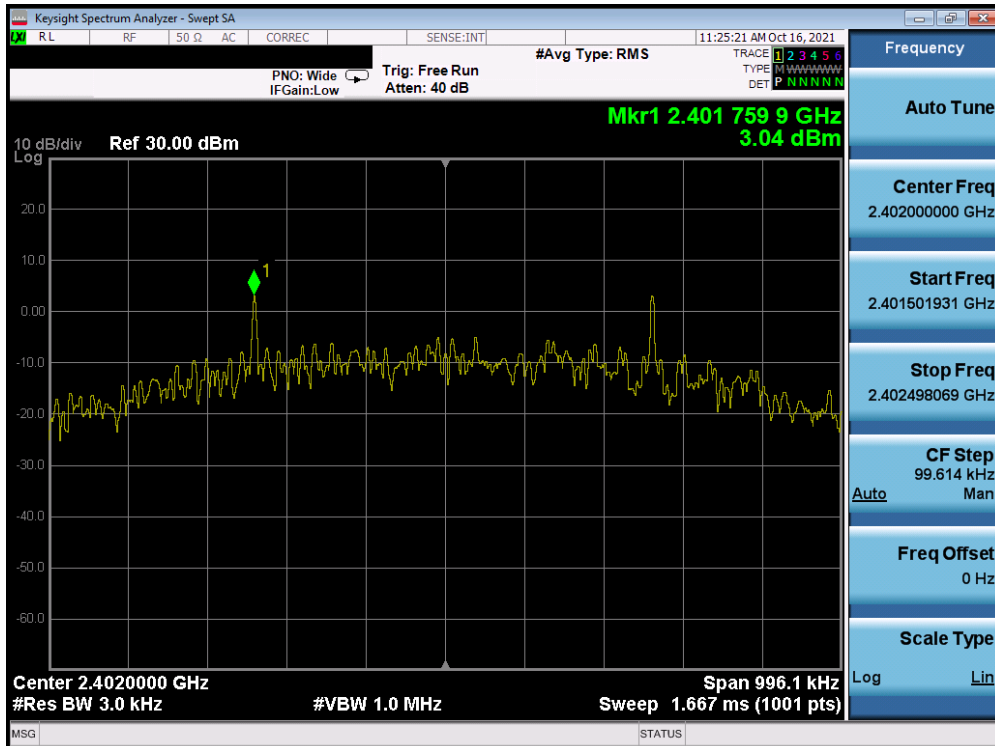 Keysight Spectrum Analyzer - Swept SA
LXI RL RF 50 Ω AC CORREC SENSE:INT 11:25:21 AM Oct 16, 2021
#Avg Type: RMS
TRACE 1 2 3 4 5 6
PNO: Wide Trig: Free Run
TYPE M WWWWW
IFGain:Low Atten: 40 dB
DET P N N N N N
Mkr1 2.401 759 9 GHz
3.04 dBm
10 dB/div Ref 30.00 dBm
Log
20.0
10.0
0.00
-10.0
-20.0
-30.0
-40.0
-50.0
-60.0
1
Center 2.4020000 GHz Span 996.1 kHz
#Res BW 3.0 kHz #VBW 1.0 MHz Sweep 1.667 ms (1001 pts)
MSG STATUS
Frequency
Auto Tune
Center Freq
2.402000000 GHz
Start Freq
2.401501931 GHz
Stop Freq
2.402498069 GHz
CF Step
99.614 kHz
Auto Man
Freq Offset
0 Hz
Scale Type
Log Lin